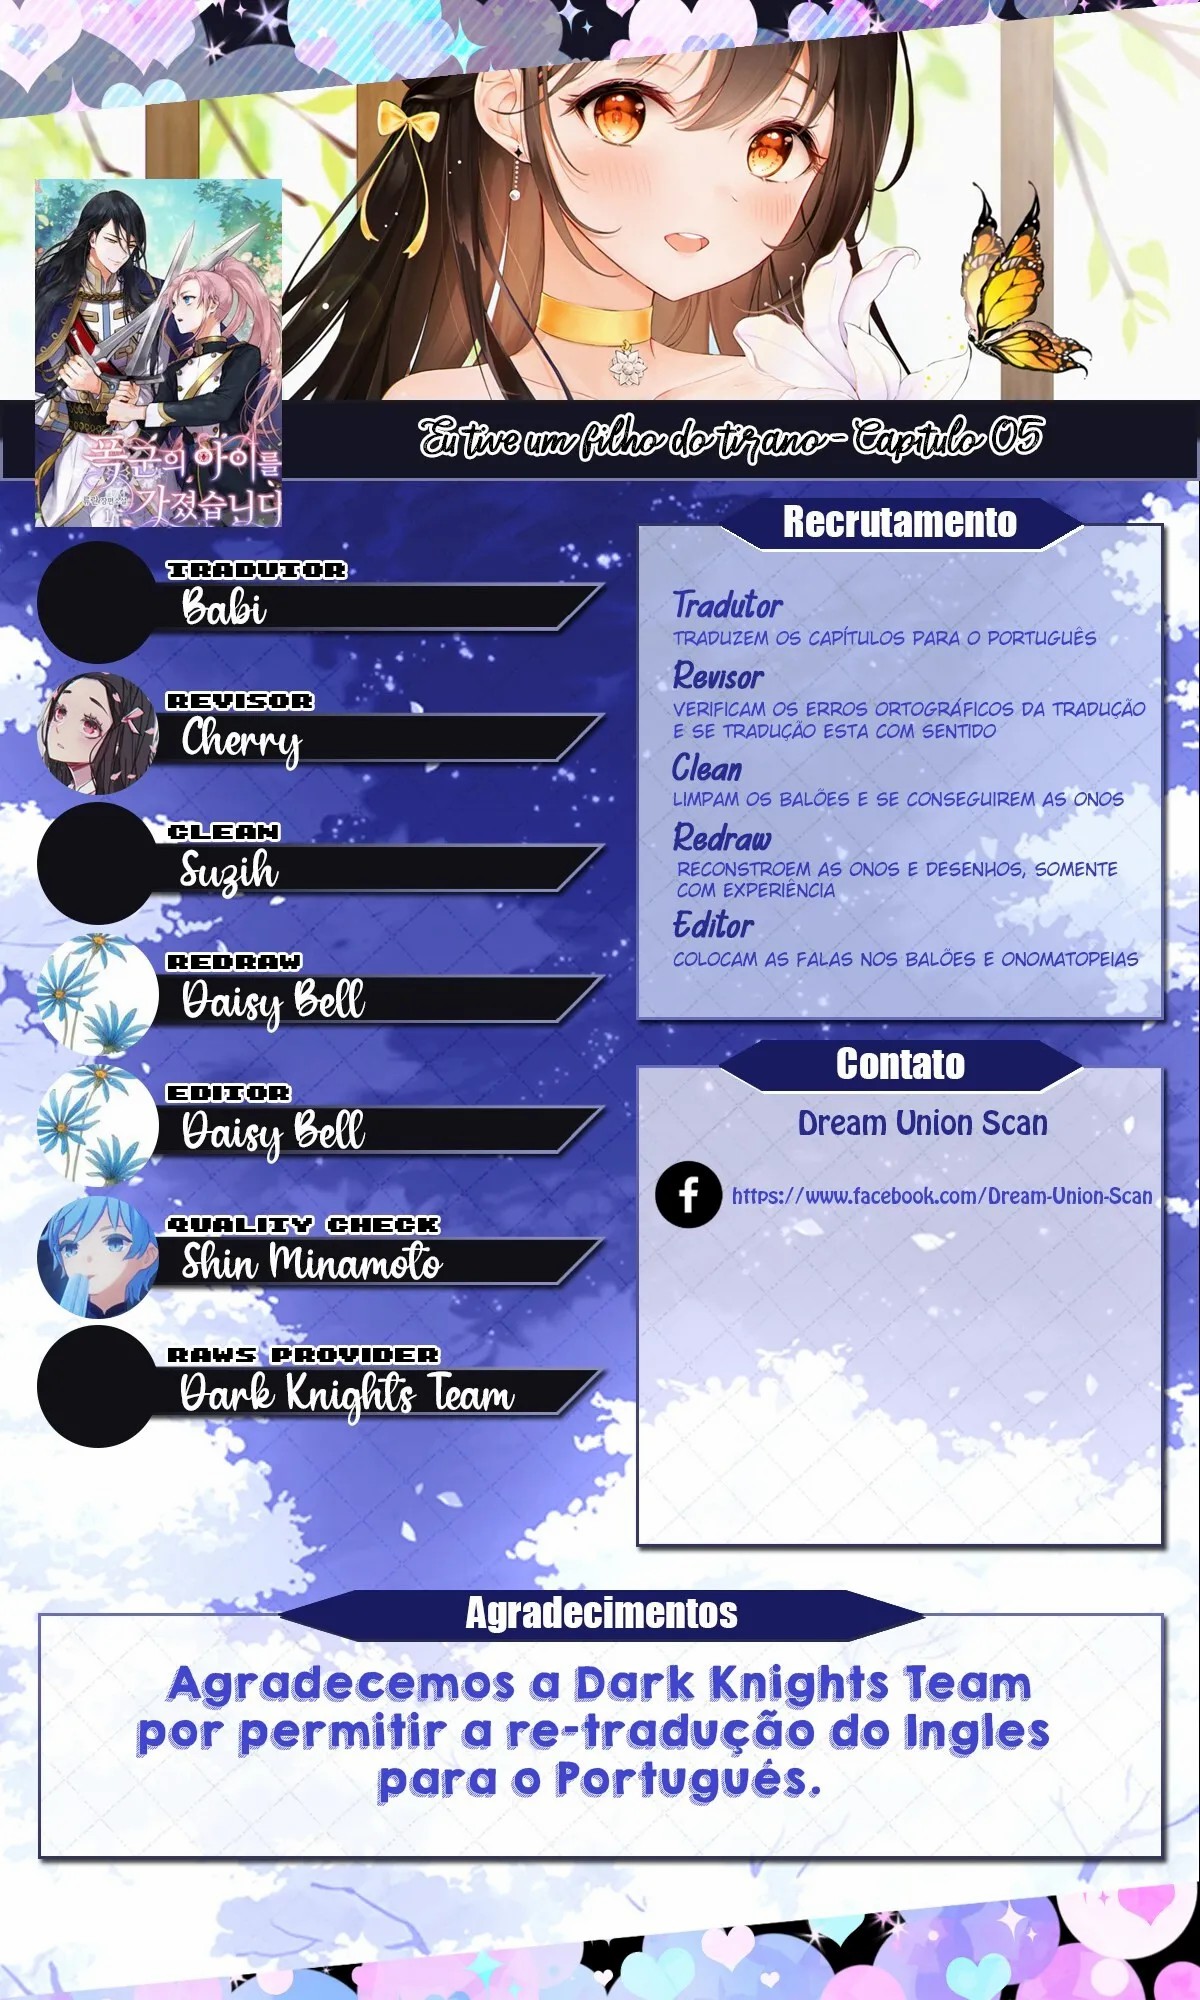 폭군의 아이를
가졌습니다
Eu tive um filho do tirano - Capitulo 05
TRADUTOR
Babi
REVISOR
Cherry
CLEAN
Suzih
REDRAW
Daisy Bell
EDITOR
Daisy Bell
QUALITY CHECK
Shin Minamoto
RAWS PROVIDER
Dark Knights Team
Recrutamento
Tradutor
TRADUZEM OS CAPÍTULOS PARA O PORTUGUÊS
Revisor
VERIFICAM OS ERROS ORTOGRÁFICOS DA TRADUÇÃO
E SE TRADUÇÃO ESTA COM SENTIDO
Clean
LIMPAM OS BALÕES E SE CONSEGUIREM AS ONOS
Redraw
RECONSTROEM AS ONOS E DESENHOS, SOMENTE
COM EXPERIÊNCIA
Editor
COLOCAM AS FALAS NOS BALÕES E ONOMATOPEIAS
Contato
Dream Union Scan
https://www.facebook.com/Dream-Union-Scan
Agradecimentos
Agradecemos a Dark Knights Team
por permitir a re-tradução do Ingles
para o Português.